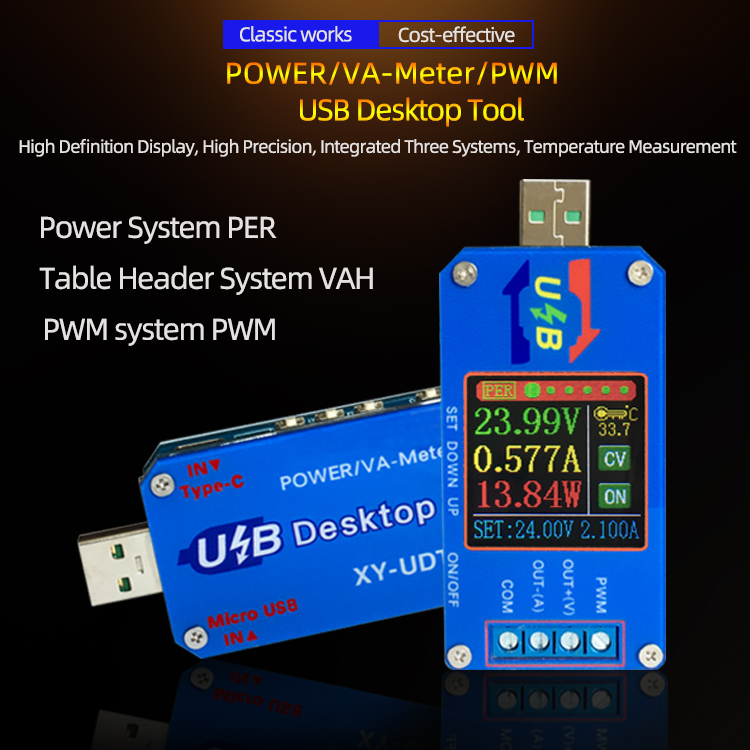 Classic works Cost-effective
POWER/VA-Meter/PWM
USB Desktop Tool
High Definition Display, High Precision, Integrated Three Systems, Temperature Measurement
Power System PER
Table Header System VAH
PWM system PWM
USB
PER
23.99V
33.7 °C
0.577A
CV
13.84W
ON
SET:24.00V 2.100A
SET DOWN UP
ON/OFF
COM
OUT-(A)
OUT+(V)
PWM
IN▼
Type-C
POWER/VA-Mete
USB Desktop
XY-UDT
Micro USB
IN▲